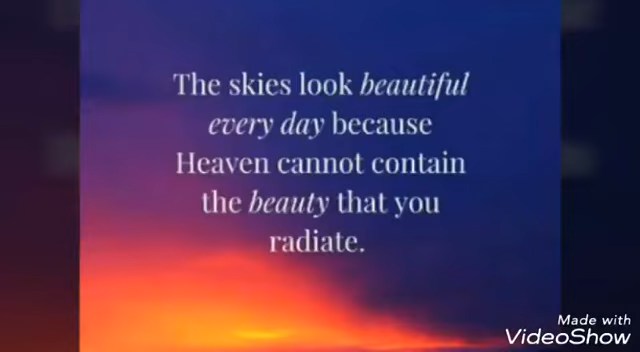 The skies look beautiful
every day because
Heaven cannot contain
the beauty that you
radiate.
Made with
VideoShow